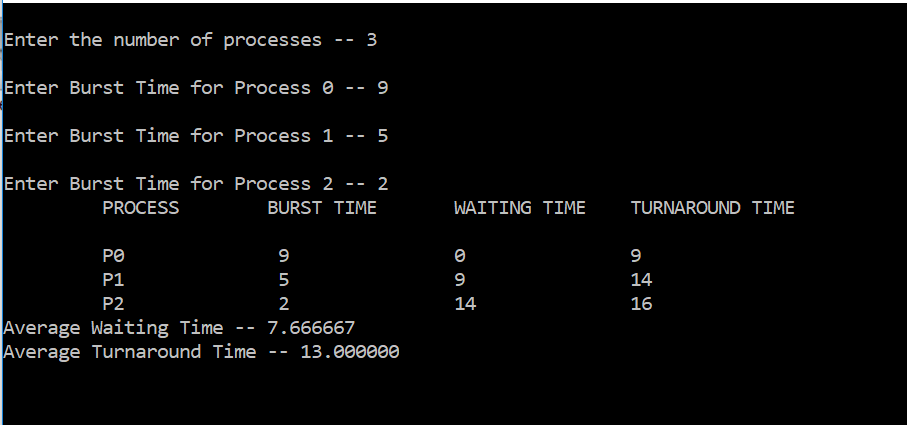 Enter the number of processes -- 3
Enter Burst Time for Process 0 -- 9
Enter Burst Time for Process 1 -- 5
Enter Burst Time for Process 2 -- 2
PROCESS BURST TIME WAITING TIME TURNAROUND TIME
P0 9 0 9
P1 5 9 14
P2 2 14 16
Average Waiting Time -- 7.666667
Average Turnaround Time -- 13.000000